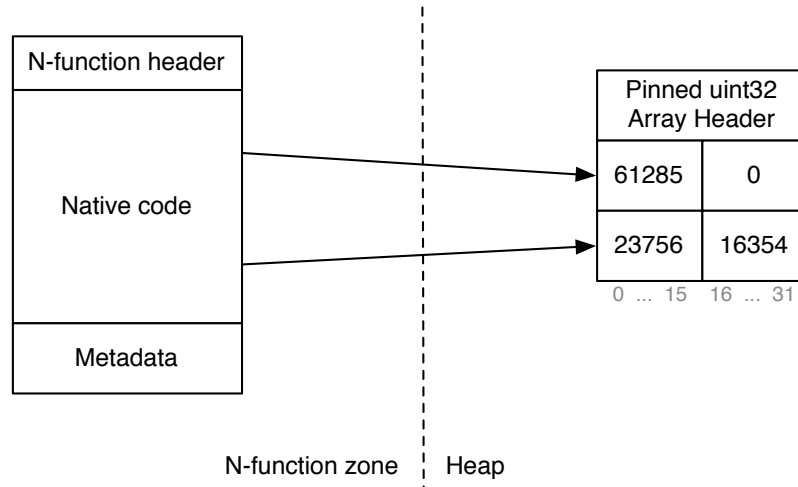 N-function header
Native code
Metadata
Pinned uint32
Array Header
61285 0
23756 16354
0 ... 15 16 ... 31
N-function zone Heap